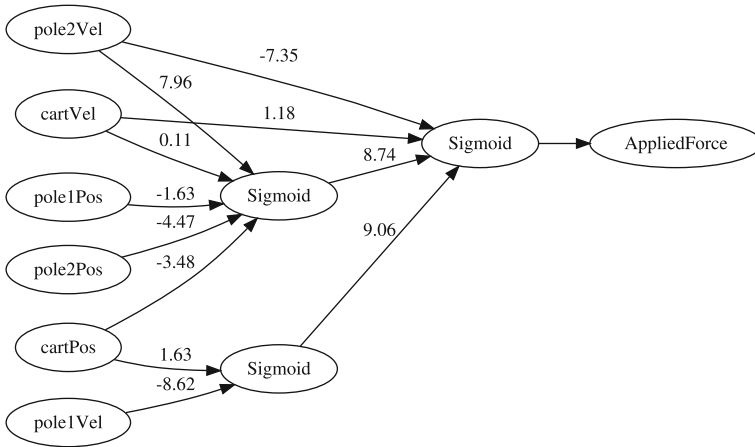 pole2Vel
-7.35
7.96
cartVel
1.18
0.11
Sigmoid
AppliedForce
8.74
pole1Pos
-1.63
Sigmoid
-4.47
9.06
pole2Pos
-3.48
cartPos
1.63
Sigmoid
-8.62
pole1Vel